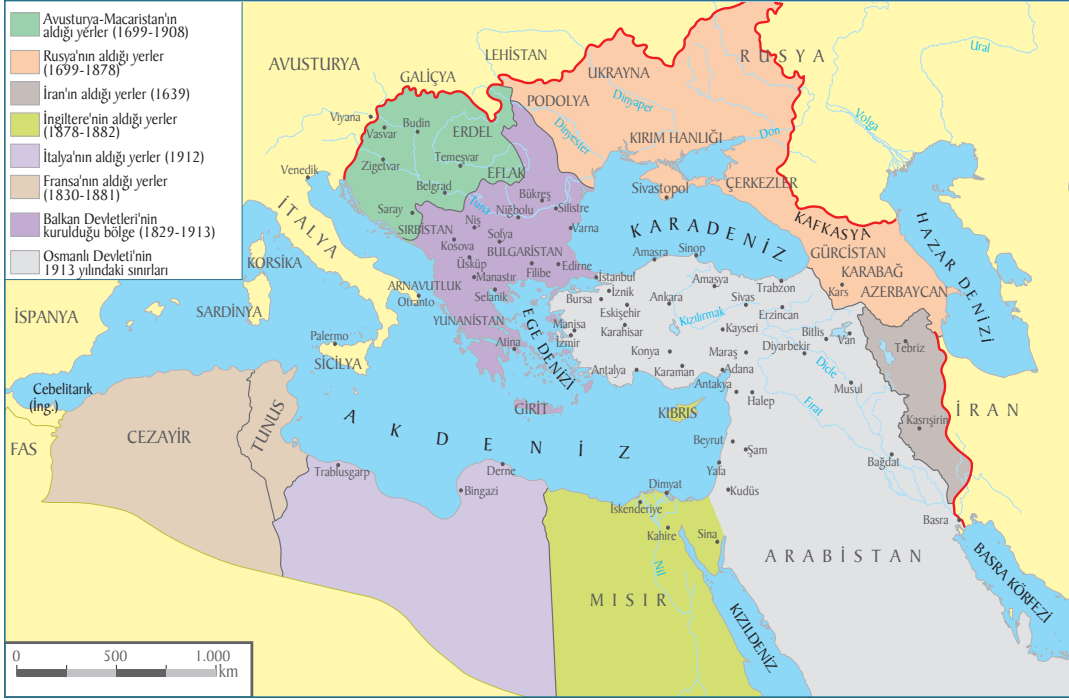 Avusturya-Macaristan'ın
aldığı yerler (1699-1908)
Rusya'nın aldığı yerler
(1699-1878)
İran'ın aldığı yerler (1639)
İngiltere'nin aldığı yerler
(1878-1882)
İtalya'nın aldığı yerler (1912)
Fransa'nın aldığı yerler
(1830-1881)
Balkan Devletleri'nin
kurulduğu bölge (1829-1913)
Osmanlı Devleti'nin
1913 yılındaki sınırları
LEHİSTAN
RUSYA
Ural
AVUSTURYA
GALİÇYA
UKRAYNA
PODOLYA
Dinyaper
Dinyester
Volga
Viyana
Vasvar
Budin
ERDEL
KIRIM HANLIĞI
Don
Zigetvar
Temeşvar
EFLAK
Venedik
Belgrad
Sivastopol
ÇERKEZLER
Bükreş
Tuna
Niğbolu
Silistre
Saray
SIRBİSTAN
Niş
Sofya
Varna
KARADENİZ
KAFKASYA
HAZAR DENİZİ
İTALYA
Kosova
BULGARİSTAN
Amasra
Sinop
GÜRCİSTAN
KORSİKA
Üsküp
Manastır
Filibe
Edirne
İstanbul
KARABAĞ
ARNAVUTLUK
Otranto
Selanik
Bursa
İznik
Ankara
Amasya
Sivas
Trabzon
Kars
AZERBAYCAN
İSPANYA
SARDİNYA
YUNANİSTAN
EGE DENİZİ
Manisa
Eskişehir
Karahisar
Kızılırmak
Erzincan
İzmir
Kayseri
Bitlis
Van
Palermo
Atina
Konya
Maraş
Diyarbekir
Tebriz
SİCİLYA
Antalya
Karaman
Adana
Dicle
Musul
Cebelitarık
(İng.)
GİRİT
KIBRIS
Antakya
Halep
Fırat
İRAN
FAS
CEZAYİR
TUNUS
AKDENİZ
Kasrışirin
Beyrut
Şam
Bağdat
Trablusgarp
Derne
Yafa
Bingazi
Dimyat
Kudüs
İskenderiye
Basra
Kahire
Sina
ARABİSTAN
BASRA KÖRFEZİ
Nil
MISIR
KIZILDENİZ
0 500 1.000
km